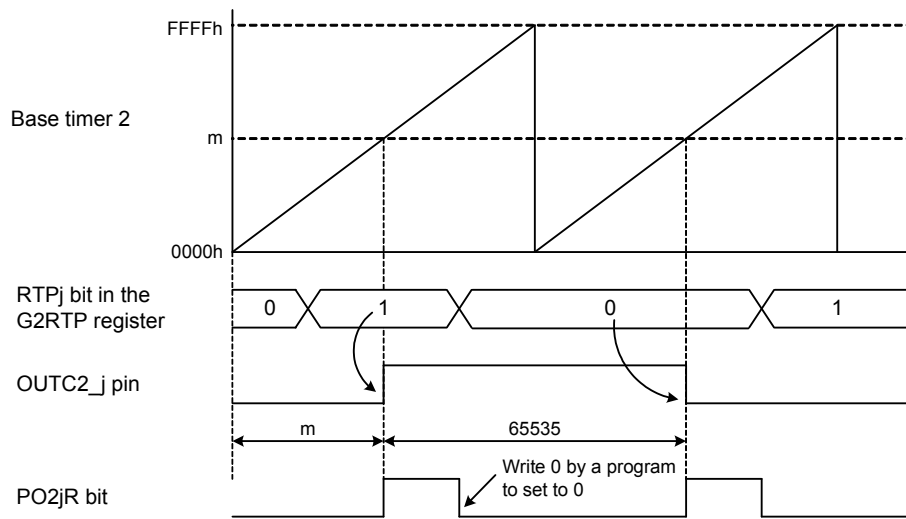 FFFFh
Base timer 2
m
0000h
RTPj bit in the
G2RTP register
0
1
0
1
OUTC2_j pin
m
65535
Write 0 by a program
to set to 0
PO2jR bit